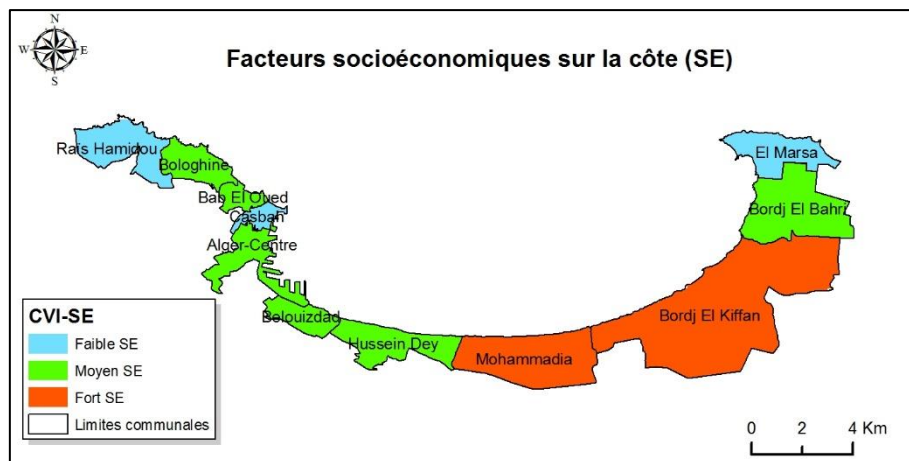 N
W E
S
Facteurs socioéconomiques sur la côte (SE)
Raïs Hamidou
Bologhine
Bab El Oued
Casbah
Alger-Centre
Belouizdad
Hussein Dey
Mohammadia
Bordj El Kiffan
Bordj El Bahri
El Marsa
CVI-SE
Faible SE
Moyen SE
Fort SE
Limites communales
0 2 4 Km